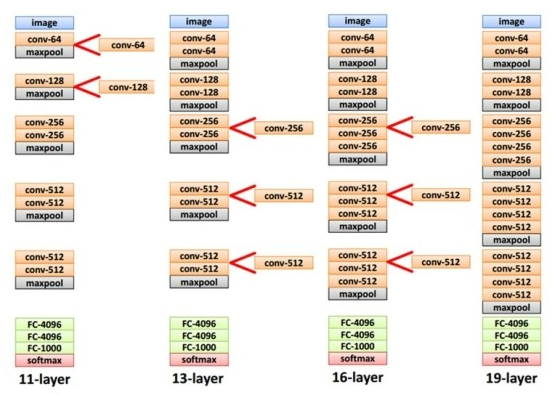 image
conv-64
maxpool
conv-64
conv-128
maxpool
conv-128
conv-256
conv-256
maxpool
conv-512
conv-512
maxpool
conv-512
conv-512
maxpool
FC-4096
FC-4096
FC-1000
softmax
11-layer
image
conv-64
conv-64
maxpool
conv-128
conv-128
maxpool
conv-256
conv-256
maxpool
conv-256
conv-512
conv-512
maxpool
conv-512
conv-512
conv-512
maxpool
conv-512
FC-4096
FC-4096
FC-1000
softmax
13-layer
image
conv-64
conv-64
maxpool
conv-128
conv-128
maxpool
conv-256
conv-256
conv-256
maxpool
conv-256
conv-512
conv-512
conv-512
maxpool
conv-512
conv-512
conv-512
conv-512
maxpool
conv-512
FC-4096
FC-4096
FC-1000
softmax
16-layer
image
conv-64
conv-64
maxpool
conv-128
conv-128
maxpool
conv-256
conv-256
conv-256
conv-256
maxpool
conv-512
conv-512
conv-512
conv-512
maxpool
conv-512
conv-512
conv-512
conv-512
maxpool
FC-4096
FC-4096
FC-1000
softmax
19-layer